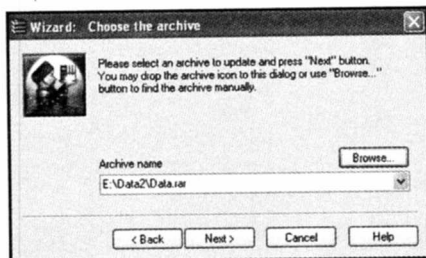 Wizard: Choose the archive
Please select an archive to update and press "Next" button.
You may drop the archive icon to this dialog or use "Browse..."
button to find the archive manually.
Archive name
Browse...
E:\Data2\Data.rar
< Back
Next >
Cancel
Help